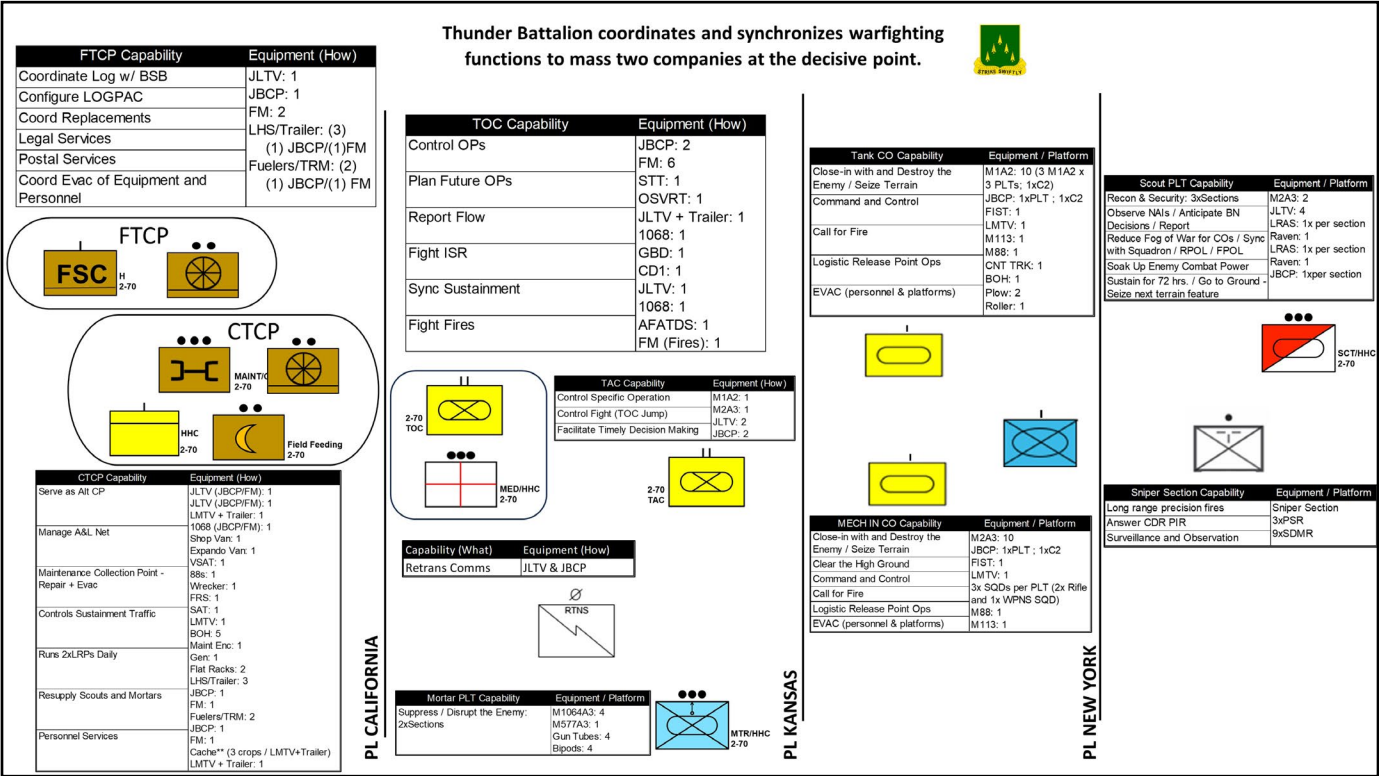 Thunder Battalion coordinates and synchronizes warfighting
functions to mass two companies at the decisive point.
STRIKE SWIFTLY
FTCP Capability
Equipment (How)
Coordinate Log w/ BSB
Configure LOGPAC
Coord Replacements
Legal Services
Postal Services
Coord Evac of Equipment and
Personnel
JLTV: 1
JBCP: 1
FM: 2
LHS/Trailer: (3)
(1) JBCP/(1)FM
Fuelers/TRM: (2)
(1) JBCP/(1) FM
FTCP
FSC
H
2-70
CTCP
MAINT/
2-70
HHC
2-70
Field Feeding
2-70
CTCP Capability
Equipment (How)
Serve as Alt CP
Manage A&L Net
Maintenance Collection Point -
Repair + Evac
Controls Sustainment Traffic
Runs 2xLRPs Daily
Resupply Scouts and Mortars
Personnel Services
JLTV (JBCP/FM): 1
JLTV (JBCP/FM): 1
LMTV + Trailer: 1
1068 (JBCP/FM): 1
Shop Van: 1
Expando Van: 1
VSAT: 1
88s: 1
Wrecker: 1
FRS: 1
SAT: 1
LMTV: 1
BOH: 5
Maint Enc: 1
Gen: 1
Flat Racks: 2
LHS/Trailer: 3
JBCP: 1
FM: 1
Fuelers/TRM: 2
JBCP: 1
FM: 1
Cache** (3 crops / LMTV+Trailer)
LMTV + Trailer: 1
PL CALIFORNIA
TOC Capability
Equipment (How)
Control OPs
Plan Future OPs
Report Flow
Fight ISR
Sync Sustainment
Fight Fires
JBCP: 2
FM: 6
STT: 1
OSVRT: 1
JLTV + Trailer: 1
1068: 1
GBD: 1
CD1: 1
JLTV: 1
1068: 1
AFATDS: 1
FM (Fires): 1
2-70
TOC
MED/HHC
2-70
TAC Capability
Equipment (How)
Control Specific Operation
Control Fight (TOC Jump)
Facilitate Timely Decision Making
M1A2: 1
M2A3: 1
JLTV: 2
JBCP: 2
2-70
TAC
Capability (What)
Equipment (How)
Retrans Comms
JLTV & JBCP
RTNS
Mortar PLT Capability
Equipment / Platform
Suppress / Disrupt the Enemy:
2xSections
M1064A3: 4
M577A3: 1
Gun Tubes: 4
Bipods: 4
MTR/HHC
2-70
PL KANSAS
Tank CO Capability
Equipment / Platform
Close-in with and Destroy the
Enemy / Seize Terrain
Command and Control
Call for Fire
Logistic Release Point Ops
EVAC (personnel & platforms)
M1A2: 10 (3 M1A2 x
3 PLTs; 1xC2)
JBCP: 1xPLT ; 1xC2
FIST: 1
LMTV: 1
M113: 1
M88: 1
CNT TRK: 1
BOH: 1
Plow: 2
Roller: 1
MECH IN CO Capability
Equipment / Platform
Close-in with and Destroy the
Enemy / Seize Terrain
Clear the High Ground
Command and Control
Call for Fire
Logistic Release Point Ops
EVAC (personnel & platforms)
M2A3: 10
JBCP: 1xPLT ; 1xC2
FIST: 1
LMTV: 1
3x SQDs per PLT (2x Rifle
and 1x WPNS SQD)
M88: 1
M113: 1
PL NEW YORK
Scout PLT Capability
Equipment / Platform
Recon & Security: 3xSections
Observe NAIs / Anticipate BN
Decisions / Report
Reduce Fog of War for COs / Sync
with Squadron / RPOL / FPOL
Soak Up Enemy Combat Power
Sustain for 72 hrs. / Go to Ground -
Seize next terrain feature
M2A3: 2
JLTV: 4
LRAS: 1x per section
Raven: 1
LRAS: 1x per section
Raven: 1
JBCP: 1xper section
SCT/HHC
2-70
Sniper Section Capability
Equipment / Platform
Long range precision fires
Answer CDR PIR
Surveillance and Observation
Sniper Section
3xPSR
9xSDMR